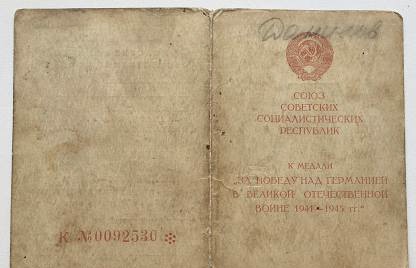 СОЮЗ
СОВЕТСКИХ
СОЦИАЛИСТИЧЕСКИХ
РЕСПУБЛИК
К МЕДАЛИ
"ЗА ПОБЕДУ НАД ГЕРМАНИЕЙ
В ВЕЛИКОЙ ОТЕЧЕСТВЕННОЙ
ВОЙНЕ 1941—1945 гг."
К №0092530